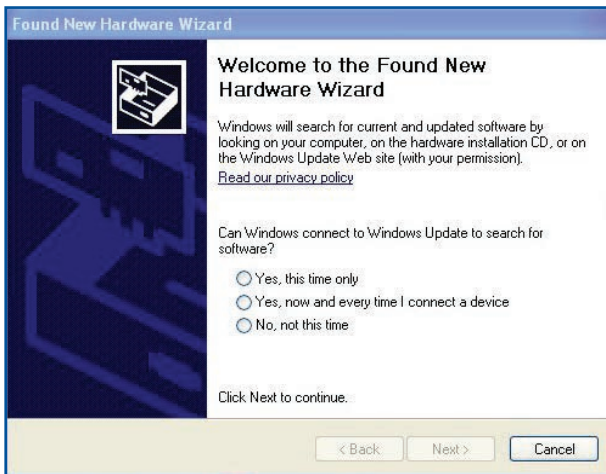 Found New Hardware Wizard
Welcome to the Found New
Hardware Wizard
Windows will search for current and updated software by
looking on your computer, on the hardware installation CD, or on
the Windows Update Web site (with your permission).
Read our privacy policy
Can Windows connect to Windows Update to search for
software?
Yes, this time only
Yes, now and every time I connect a device
No, not this time
Click Next to continue.
< Back
Next >
Cancel